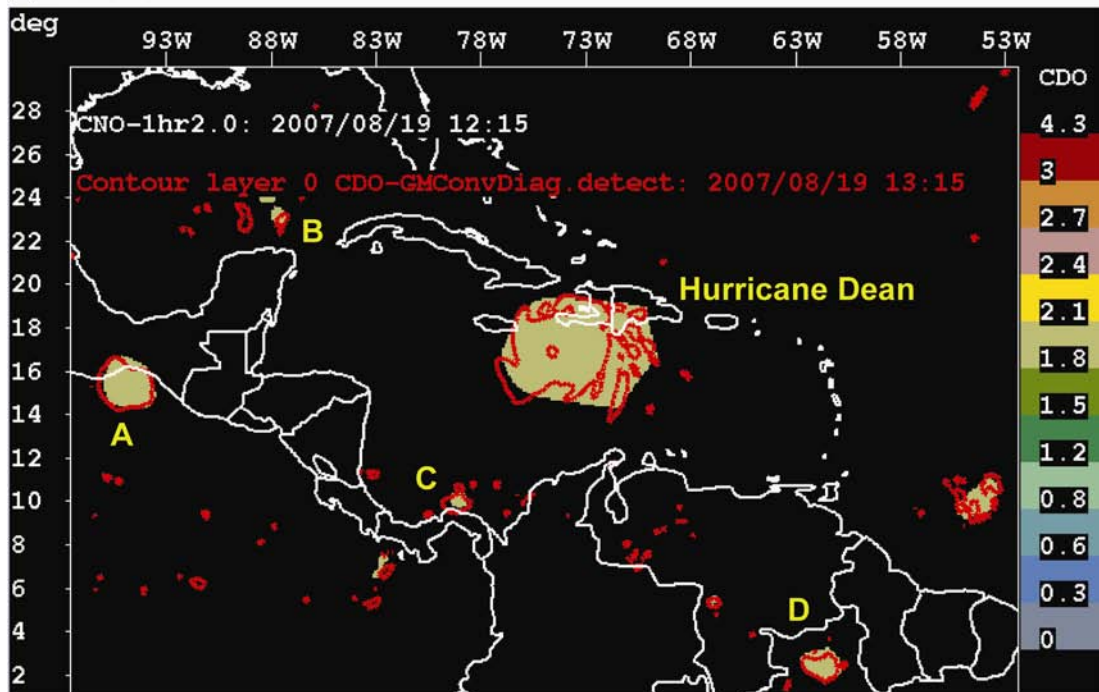 deg
93W 88W 83W 78W 73W 68W 63W 58W 53W
CDO
CNO-1hr2.0: 2007/08/19 12:15
Contour layer 0 CDO-GMConvDiag.detect: 2007/08/19 13:15
28
26
24
22
20
18
16
14
12
10
8
6
4
2
B
Hurricane Dean
A
C
D
4.3
3
2.7
2.4
2.1
1.8
1.5
1.2
0.8
0.6
0.3
0